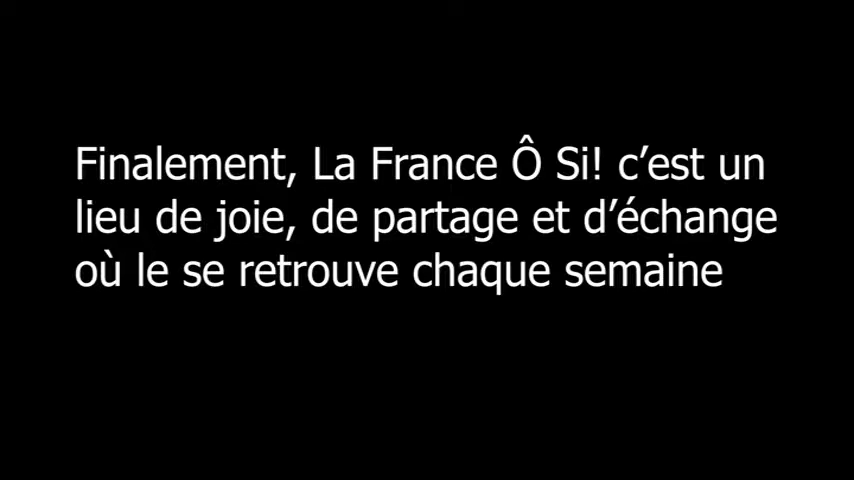 Finalement, La France Ô Si! c’est un
lieu de joie, de partage et d’échange
où le se retrouve chaque semaine